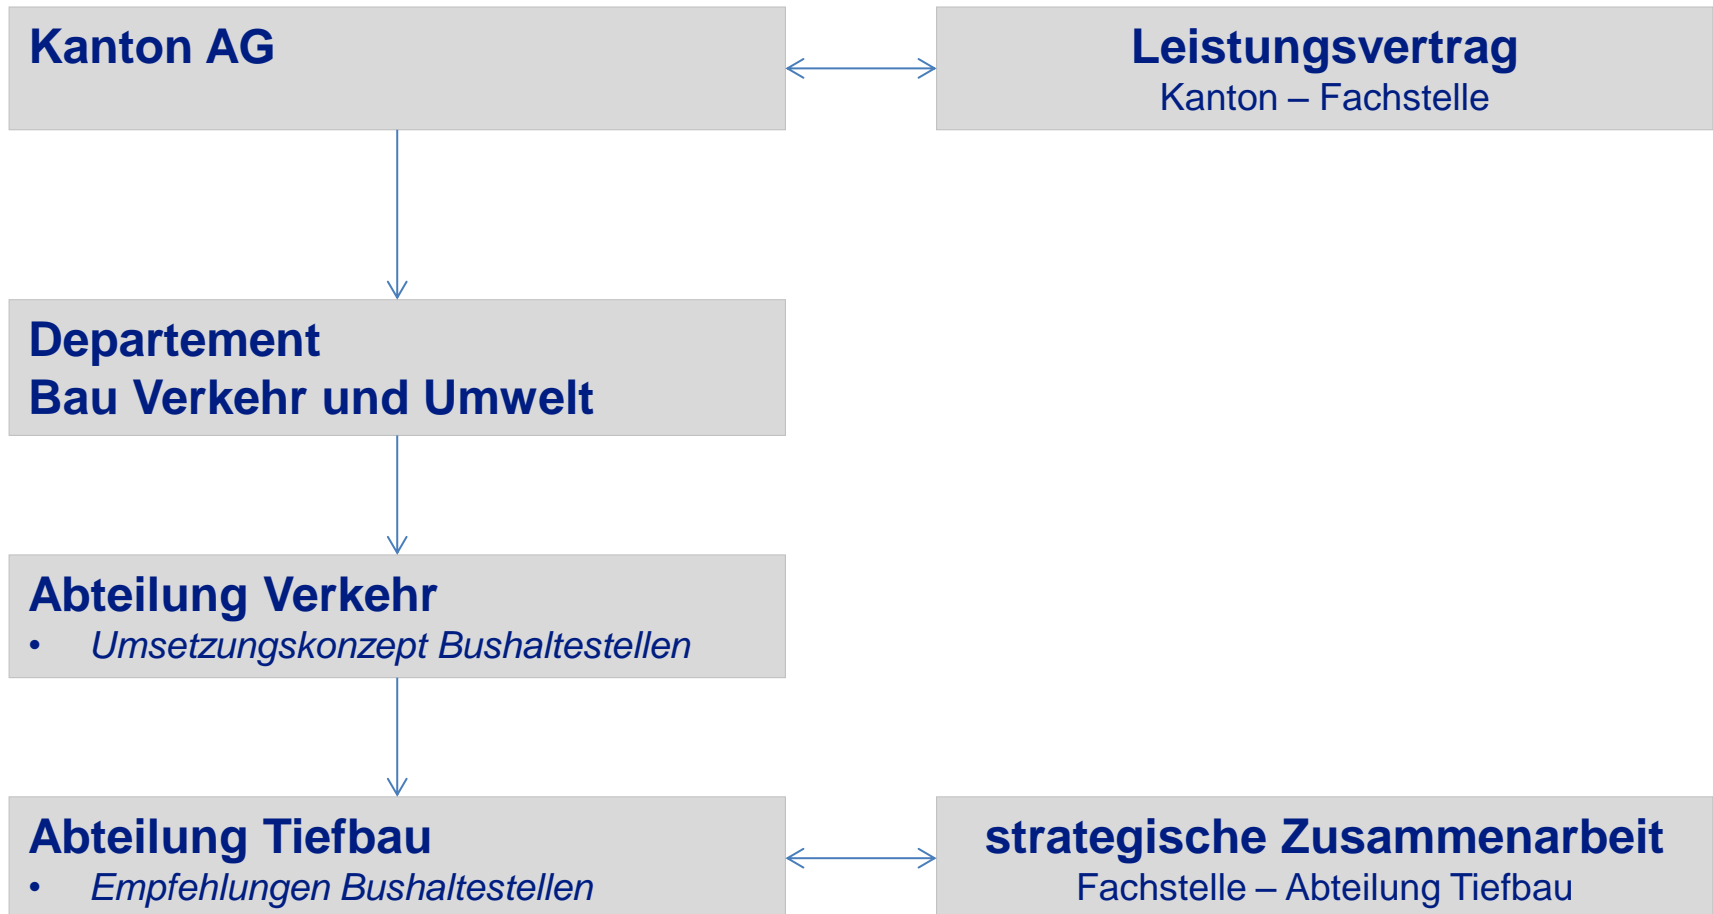 Kanton AG
Leistungsvertrag
Kanton – Fachstelle
Departement
Bau Verkehr und Umwelt
Abteilung Verkehr
• Umsetzungskonzept Bushaltestellen
Abteilung Tiefbau
• Empfehlungen Bushaltestellen
strategische Zusammenarbeit
Fachstelle – Abteilung Tiefbau